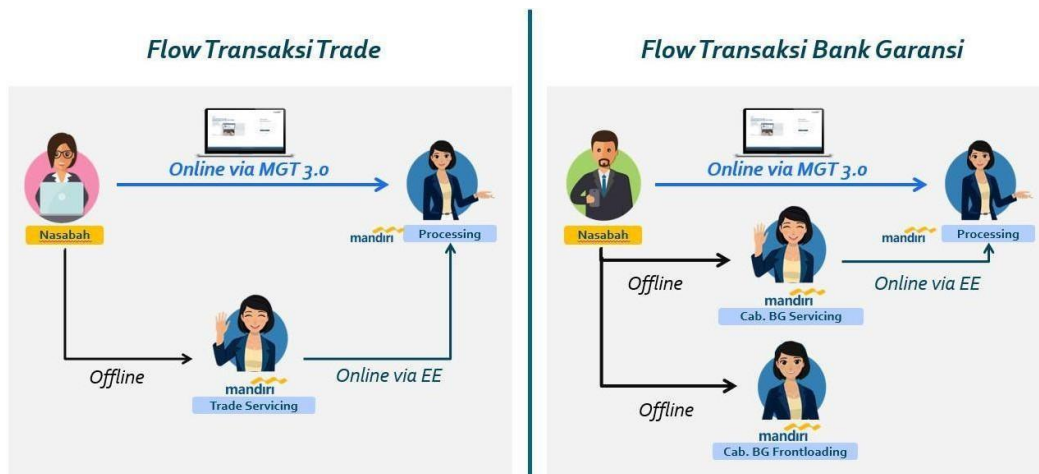 Flow Transaksi Trade
Online via MGT 3.0
Nasabah
mandiri
Processing
Offline
mandiri
Trade Servicing
Online via EE
Flow Transaksi Bank Garansi
Online via MGT 3.0
Nasabah
mandiri
Processing
Offline
mandiri
Cab. BG Servicing
Online via EE
Offline
mandiri
Cab. BG Frontloading